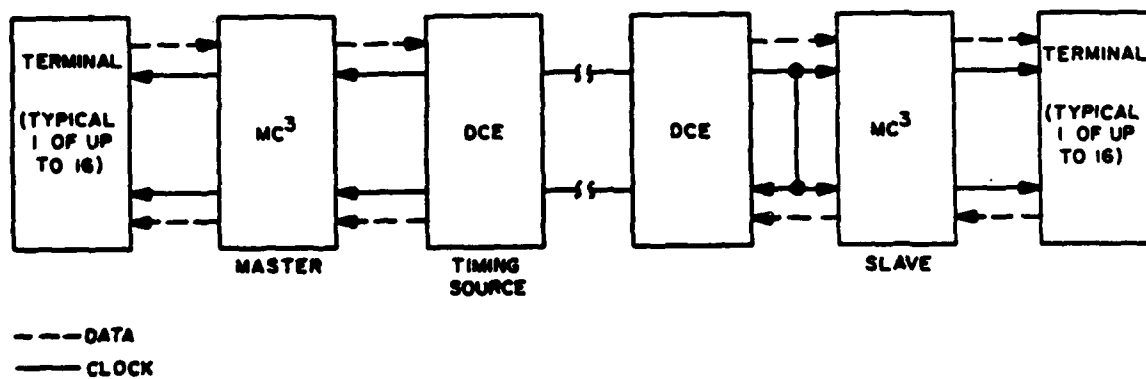 TERMINAL
(TYPICAL
1 OF UP
TO 16)
MC³
MASTER
DCE
TIMING
SOURCE
DCE
MC³
SLAVE
TERMINAL
(TYPICAL
1 OF UP
TO 16)
DATA
CLOCK